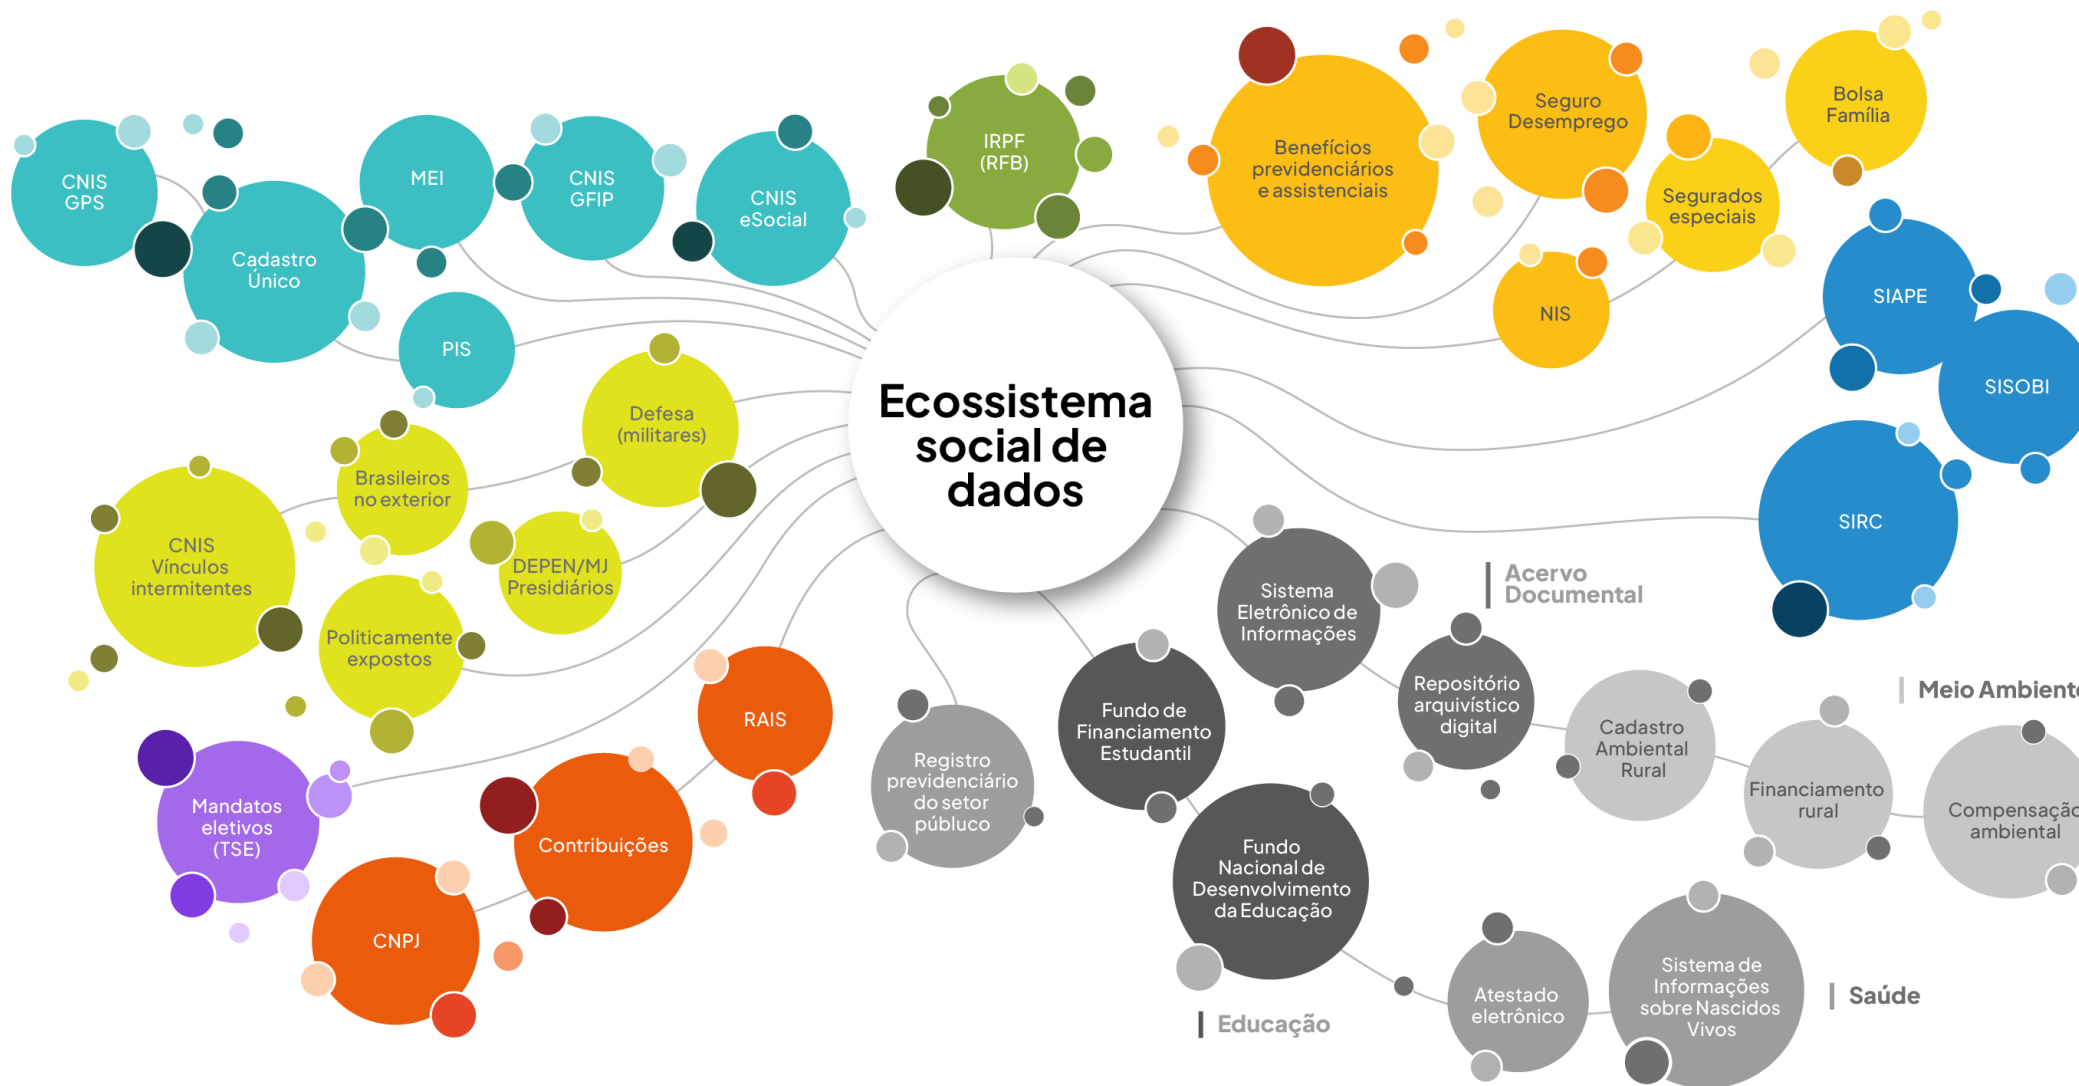 Ecossistema
social de
dados
CNIS
GPS
Cadastro
Único
MEI
CNIS
GFIP
CNIS
eSocial
PIS
IRPF
(RFB)
Benefícios
previdenciários
e assistenciais
Seguro
Desemprego
Bolsa
Família
Segurados
especiais
NIS
SIAPE
SISOBI
SIRC
Defesa
(militares)
Brasileiros
no exterior
CNIS
Vínculos
intermitentes
DEPEN/MJ
Presidiários
Politicamente
expostos
Mandatos
eletivos
(TSE)
RAIS
Contribuições
CNPJ
Registro
previdenciário
do setor
públuco
Fundo de
Financiamento
Estudantil
Fundo
Nacional de
Desenvolvimento
da Educação
Educação
Sistema
Eletrônico de
Informações
Acervo
Documental
Repositório
arquivístico
digital
Cadastro
Ambiental
Rural
Financiamento
rural
Meio Ambiente
Compensação
ambiental
Atestado
eletrônico
Sistema de
Informações
sobre Nascidos
Vivos
Saúde